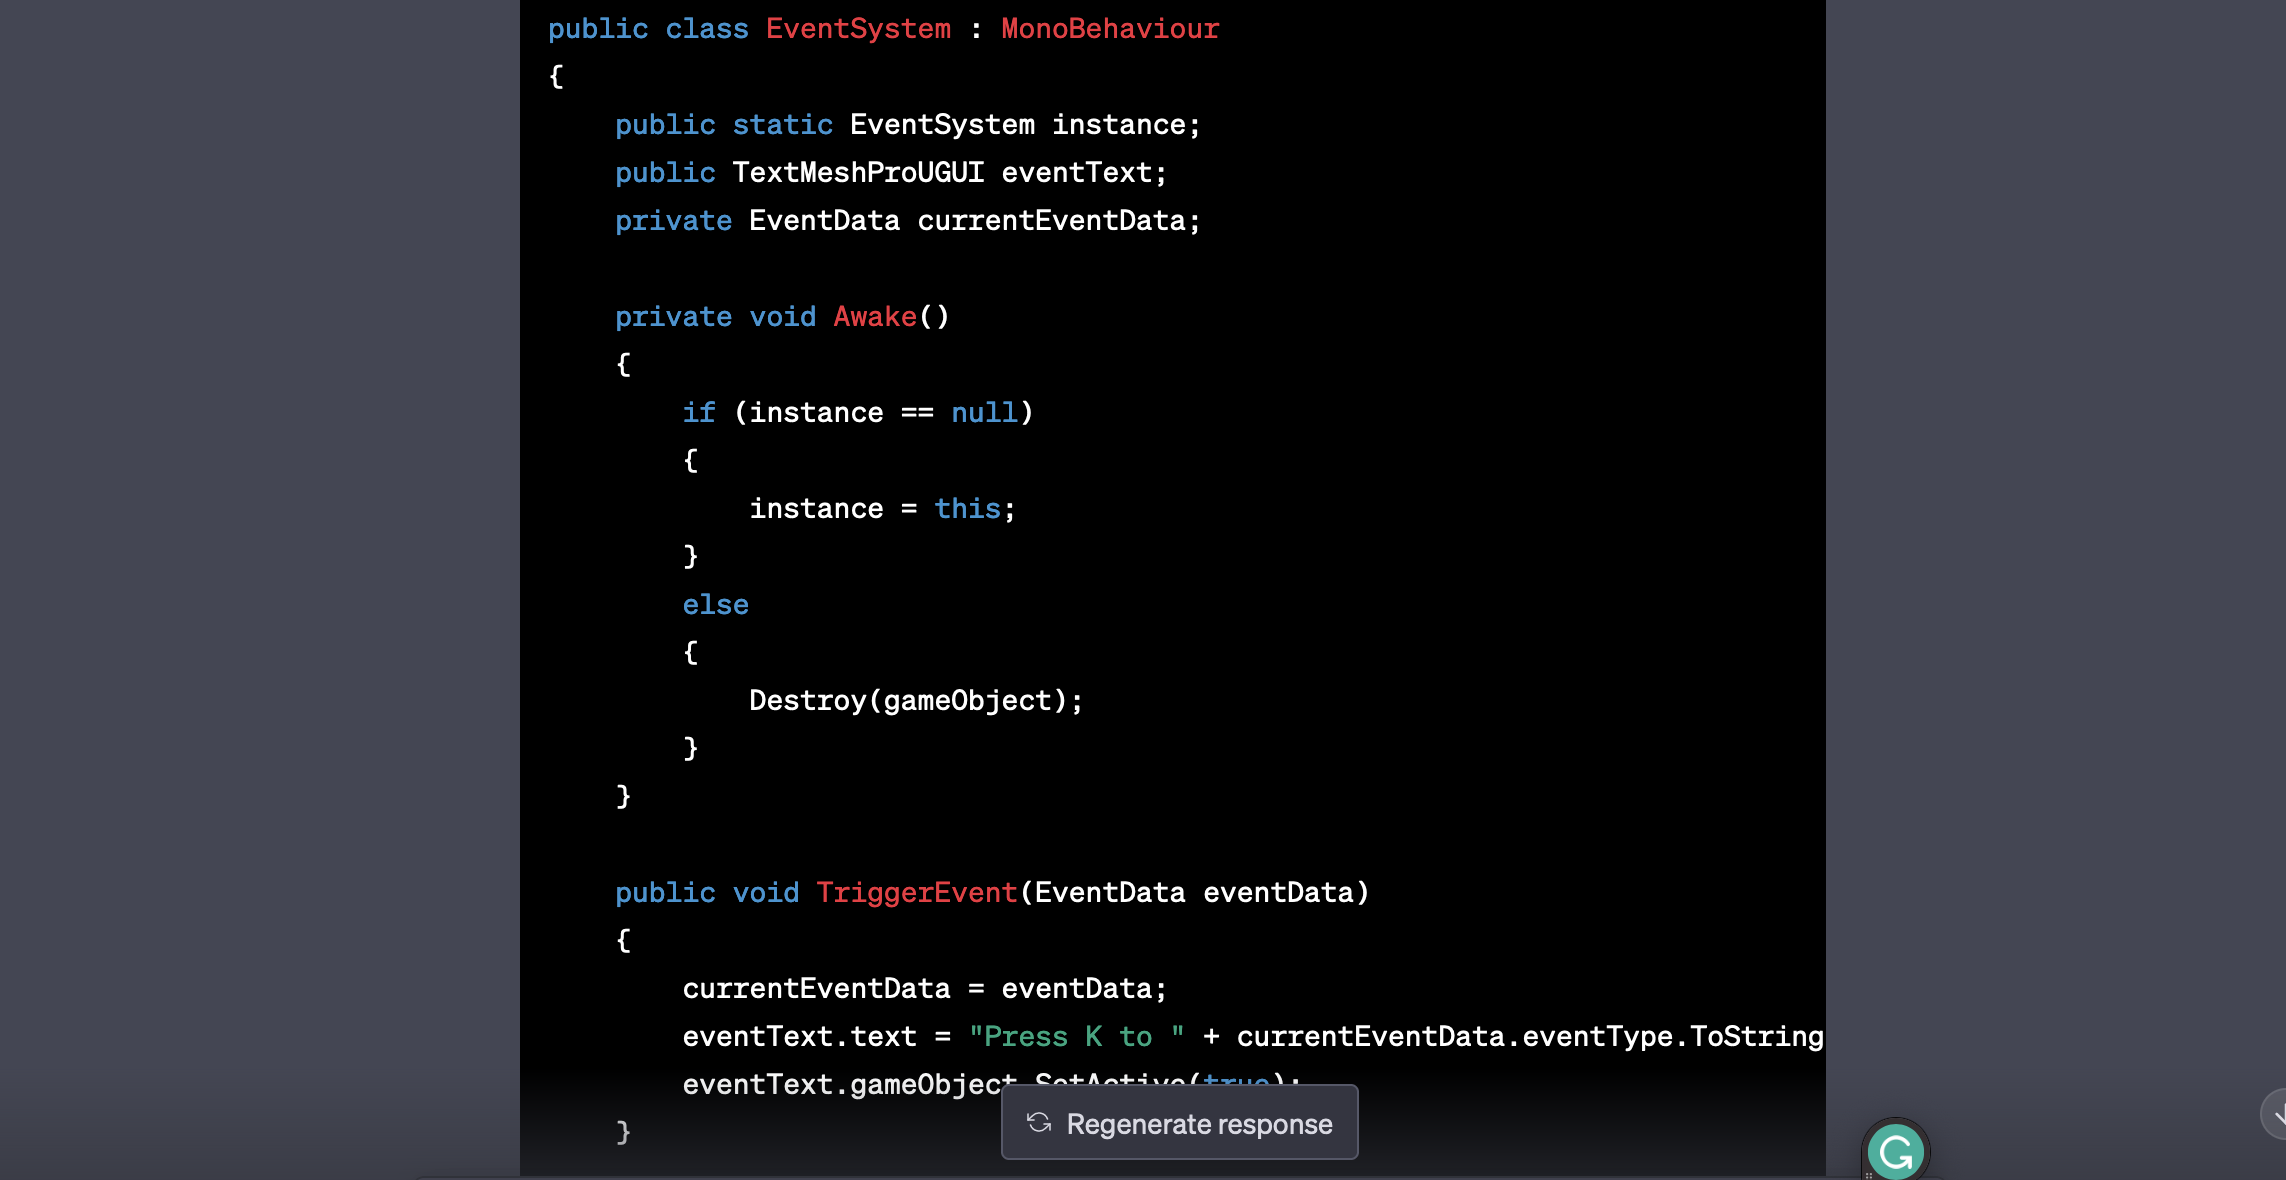 public class EventSystem : MonoBehaviour
{
    public static EventSystem instance;
    public TextMeshProUGUI eventText;
    private EventData currentEventData;

    private void Awake()
    {
        if (instance == null)
        {
            instance = this;
        }
        else
        {
            Destroy(gameObject);
        }
    }

    public void TriggerEvent(EventData eventData)
    {
        currentEventData = eventData;
        eventText.text = "Press K to " + currentEventData.eventType.ToString
        eventText.gameObject.SetActive(true);
    }
Regenerate response